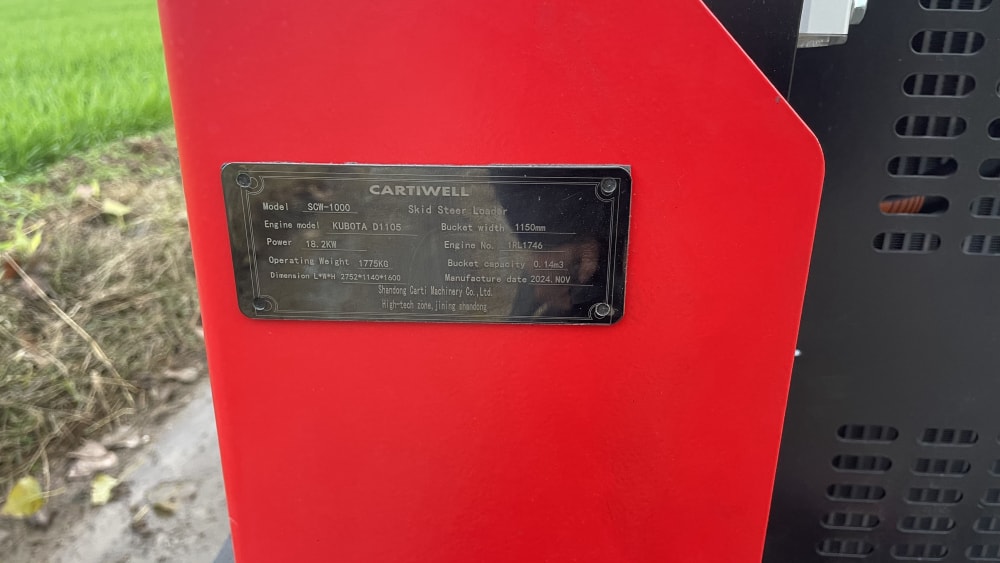 CARTIWELL
Model SCW-1000 Skid Steer Loader
Engine model KUBOTA D1105 Bucket width 1150mm
Power 18.2KW Engine No. 1RL1746
Operating Weight 1775KG Bucket capacity 0.14m3
Dimension L*W*H 2752*1140*1600 Manufacture date 2024.NOV
Shandong Carti Machinery Co.,Ltd.
High-tech zone,jining shandong